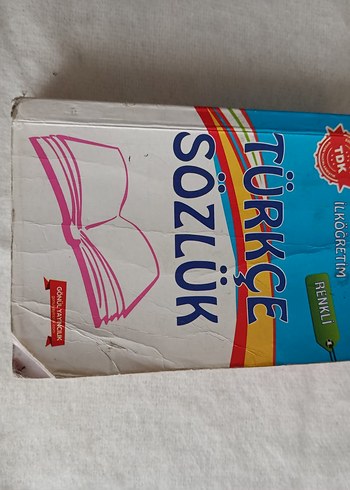 TDK
İLKÖĞRETİM
RENKLİ
TÜRKÇE
SÖZLÜK
GÖNÜL YAYINCILIK